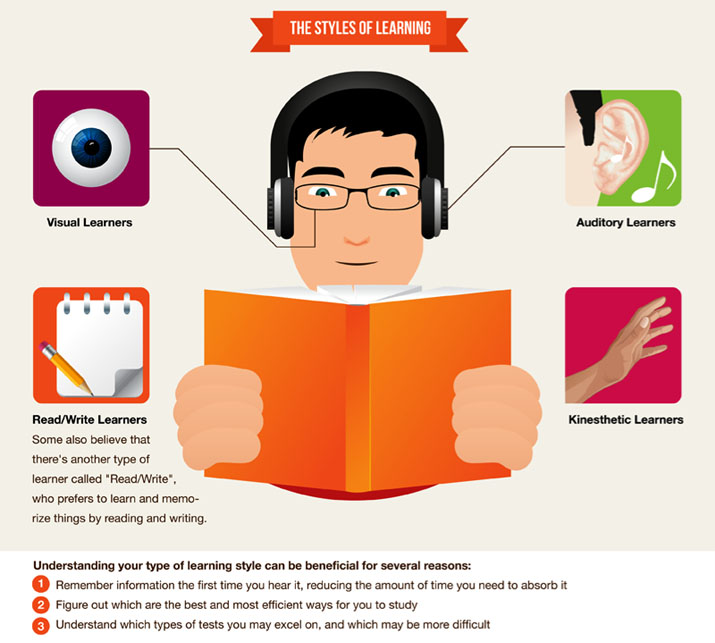 THE STYLES OF LEARNING
Visual Learners
Auditory Learners
Read/Write Learners
Some also believe that
there's another type of
learner called "Read/Write",
who prefers to learn and memo-
rize things by reading and writing.
Kinesthetic Learners
Understanding your type of learning style can be beneficial for several reasons:
1 Remember information the first time you hear it, reducing the amount of time you need to absorb it
2 Figure out which are the best and most efficient ways for you to study
3 Understand which types of tests you may excel on, and which may be more difficult